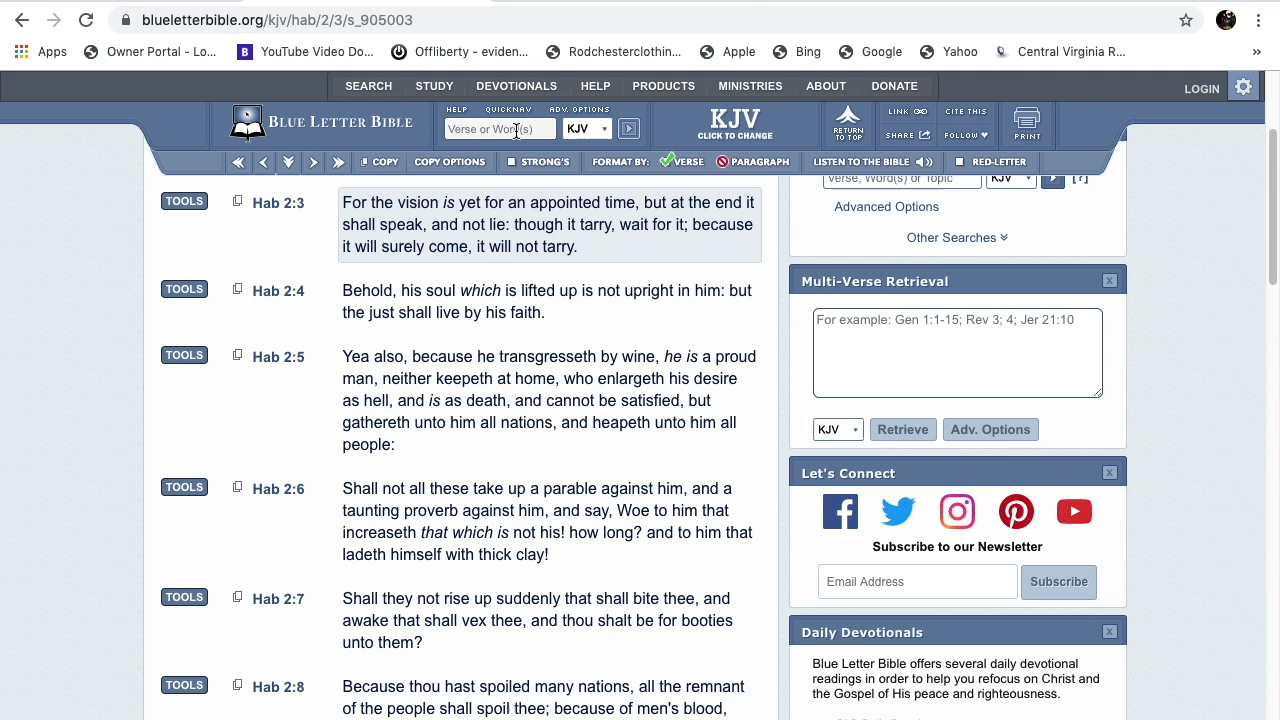 blueletterbible.org/kjv/hab/2/3/s_905003
Apps Owner Portal - Lo... YouTube Video Do... Offliberty - eviden... Rodchesterclothin... Apple Bing Google Yahoo Central Virginia R... »
SEARCH STUDY DEVOTIONALS HELP PRODUCTS MINISTRIES ABOUT DONATE LOGIN
BLUE LETTER BIBLE
HELP QUICKNAV ADV. OPTIONS
Verse or Word(s) KJV
KJV
CLICK TO CHANGE
RETURN
TO TOP
LINK CITE THIS
SHARE FOLLOW
PRINT
COPY COPY OPTIONS STRONG'S FORMAT BY: VERSE PARAGRAPH LISTEN TO THE BIBLE RED-LETTER
TOOLS Hab 2:3 For the vision is yet for an appointed time, but at the end it
shall speak, and not lie: though it tarry, wait for it; because
it will surely come, it will not tarry.
TOOLS Hab 2:4 Behold, his soul which is lifted up is not upright in him: but
the just shall live by his faith.
TOOLS Hab 2:5 Yea also, because he transgresseth by wine, he is a proud
man, neither keepeth at home, who enlargeth his desire
as hell, and is as death, and cannot be satisfied, but
gathereth unto him all nations, and heapeth unto him all
people:
TOOLS Hab 2:6 Shall not all these take up a parable against him, and a
taunting proverb against him, and say, Woe to him that
increaseth that which is not his! how long? and to him that
ladeth himself with thick clay!
TOOLS Hab 2:7 Shall they not rise up suddenly that shall bite thee, and
awake that shall vex thee, and thou shalt be for booties
unto them?
TOOLS Hab 2:8 Because thou hast spoiled many nations, all the remnant
of the people shall spoil thee; because of men's blood,
Verse, Word(s) or Topic KJV [?]
Advanced Options
Other Searches
Multi-Verse Retrieval X
For example: Gen 1:1-15; Rev 3; 4; Jer 21:10
KJV Retrieve Adv. Options
Let's Connect X
Subscribe to our Newsletter
Email Address Subscribe
Daily Devotionals X
Blue Letter Bible offers several daily devotional
readings in order to help you refocus on Christ and
the Gospel of His peace and righteousness.